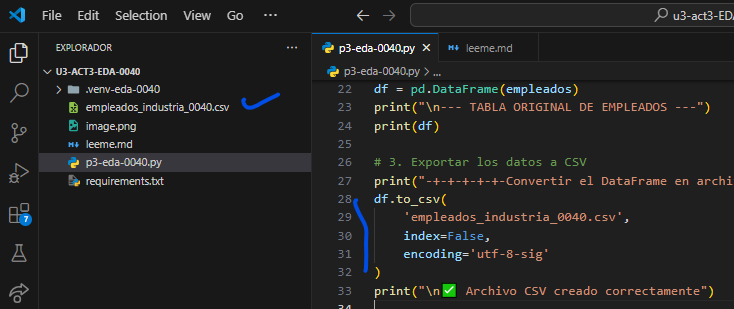 File Edit Selection View Go ... u3-act3-EDA
EXPLORADOR
U3-ACT3-EDA-0040
.venv-eda-0040
empleados_industria_0040.csv
image.png
leeme.md
p3-eda-0040.py
requirements.txt
7
p3-eda-0040.py leeme.md
p3-eda-0040.py > ...
22 df = pd.DataFrame(empleados)
23 print("\n--- TABLA ORIGINAL DE EMPLEADOS ---")
24 print(df)
25
26 # 3. Exportar los datos a CSV
27 print("-+-+-+-+-+-Convertir el DataFrame en archi
28 df.to_csv(
29 'empleados_industria_0040.csv',
30 index=False,
31 encoding='utf-8-sig'
32 )
33 print("\n✅ Archivo CSV creado correctamente")
34